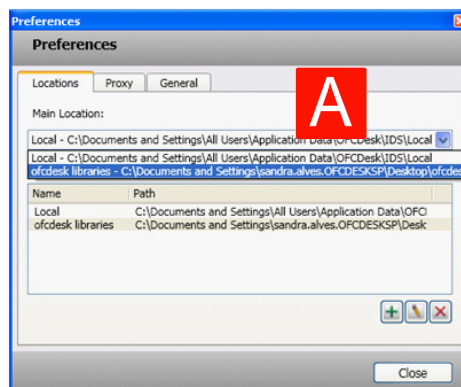 Preferences
Preferences
Locations Proxy General
A
Main Location:
Local - C:\Documents and Settings\All Users\Application Data\OFCDesk\IDS\Local
Local - C:\Documents and Settings\All Users\Application Data\OFCDesk\IDS\Local
ofcdesk libraries - C:\Documents and Settings\sandra.alves.OFCDESKSP\Desktop\ofcdes
Name Path
Local C:\Documents and Settings\All Users\Application Data\OFC
ofcdesk libraries C:\Documents and Settings\sandra.alves.OFCDESKSP\Desk
Close